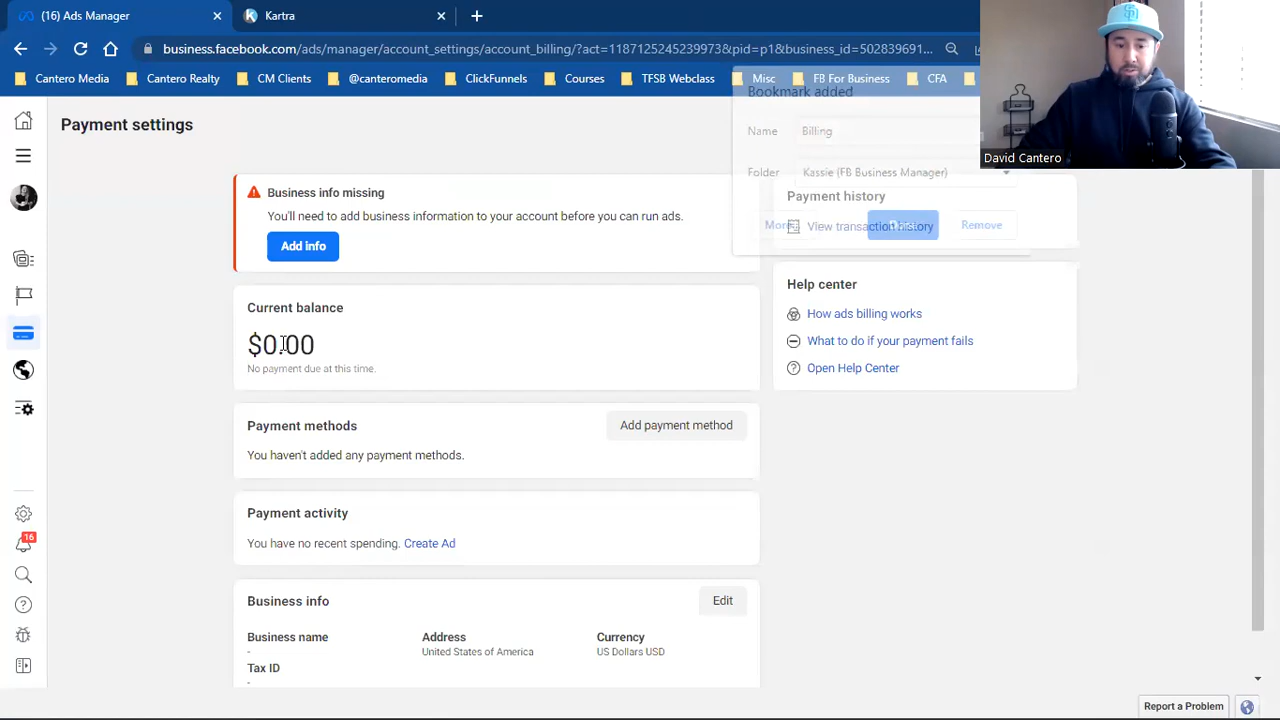 (16) Ads Manager
Kartra
business.facebook.com/ads/manager/account_settings/account_billing/?act=11871252452399738&pid=p1&business_id=502839691...
Cantero Media
Cantero Realty
CM Clients
@canteromedia
ClickFunnels
Courses
TFSB Webclass
Misc
FB For Business
CFA
Bookmark added
Name
Billing
Folder
Kassie (FB Business Manager)
More
Done
Remove
David Cantero
Payment settings
Business info missing
You'll need to add business information to your account before you can run ads.
Add info
Payment history
View transaction history
Current balance
$0.00
No payment due at this time.
Help center
How ads billing works
What to do if your payment fails
Open Help Center
Payment methods
Add payment method
You haven't added any payment methods.
Payment activity
You have no recent spending. Create Ad
Business info
Edit
Business name
-
Address
United States of America
Currency
US Dollars USD
Tax ID
-
16
Report a Problem